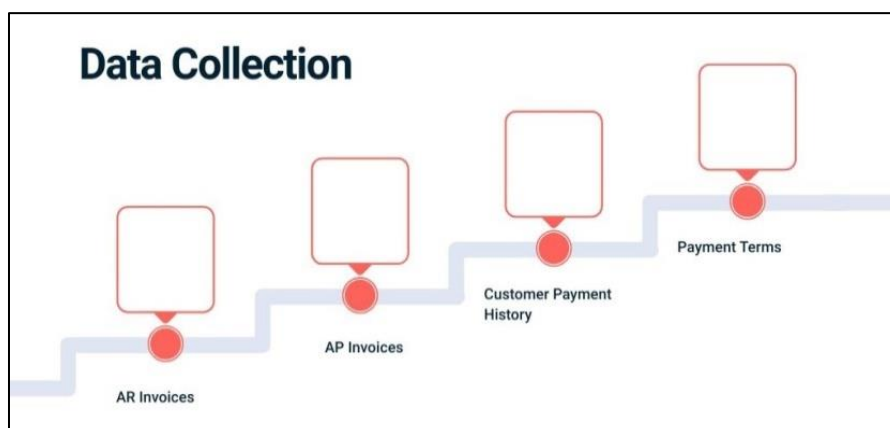 Data Collection
AR Invoices
AP Invoices
Customer Payment
History
Payment Terms